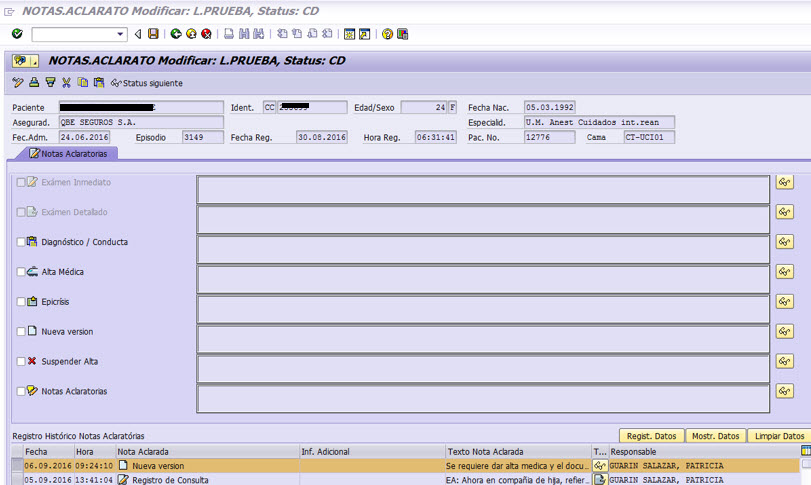 NOTAS.ACLARATO Modificar: L.PRUEBA, Status: CD
NOTAS.ACLARATO Modificar: L.PRUEBA, Status: CD
Status siguiente
Paciente Ident. CC Edad/Sexo 24 F Fecha Nac. 05.03.1992
Asegurad. QBE SEGUROS S.A. Especialid. U.M. Anest Cuidados int.rean
Fec.Adm. 24.06.2016 Episodio 3149 Fecha Reg. 30.08.2016 Hora Reg. 06:31:41 Pac. No. 12776 Cama CT-UCI01
Notas Aclaratorias
Exámen Inmediato
Exámen Detallado
Diagnóstico / Conducta
Alta Médica
Epicrísis
Nueva version
Suspender Alta
Notas Aclaratorias
Registro Histórico Notas Aclaratórias Regist. Datos Mostr. Datos Limpiar Datos
Fecha Hora Nota Aclarada Inf. Adicional Texto Nota Aclarada T... Responsable
06.09.2016 09:24:10 Nueva version Se requiere dar alta medica y el docu... GUARIN SALAZAR, PATRICIA
05.09.2016 13:41:04 Registro de Consulta EA: Ahora en compañia de hija, refier... GUARIN SALAZAR, PATRICIA